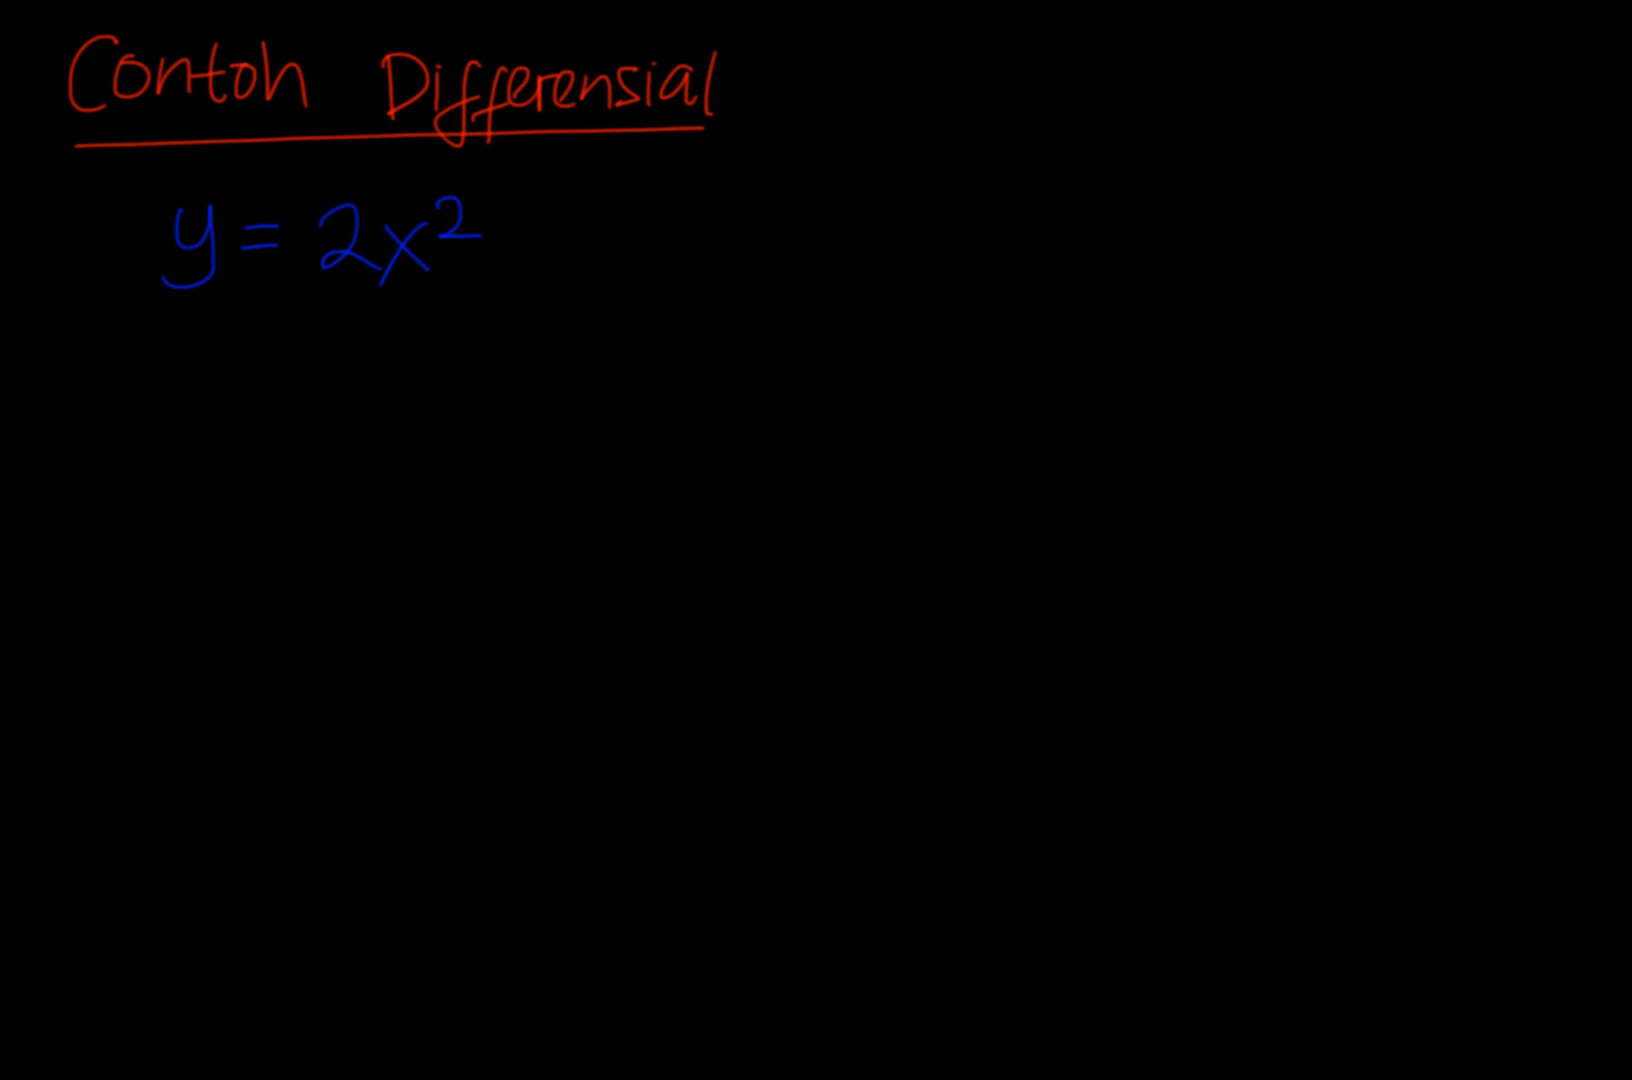 Contoh Differensial
y = 2x²